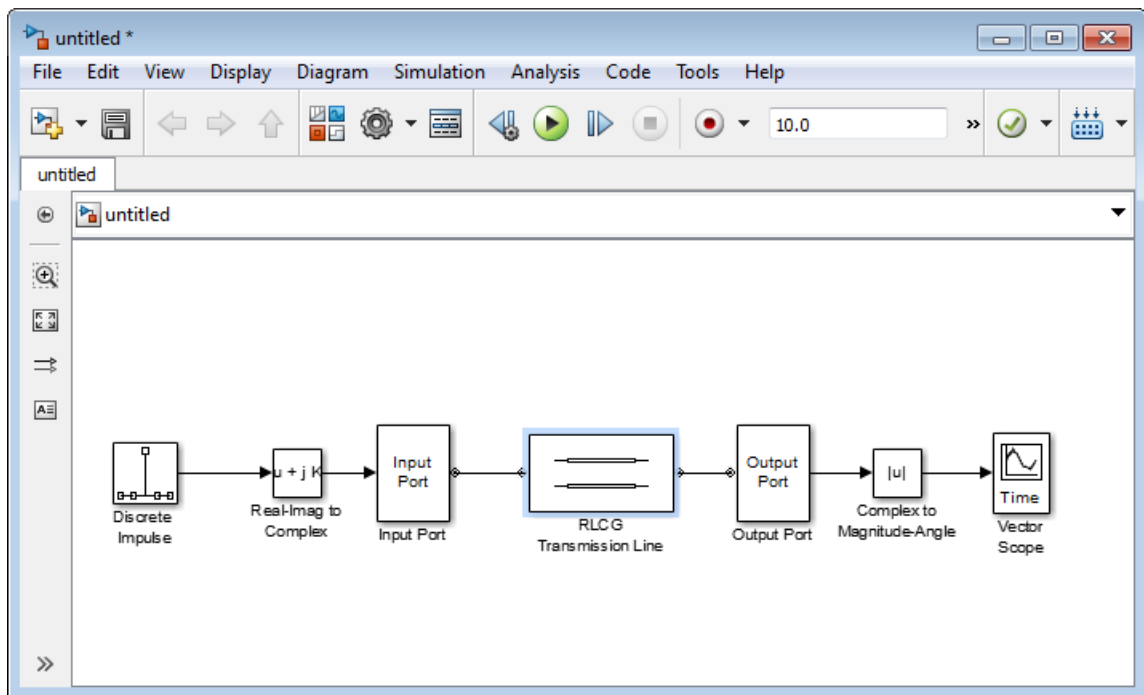 untitled *
File Edit View Display Diagram Simulation Analysis Code Tools Help
10.0
»
untitled
untitled
A
Input
Port
Output
Port
u + j K
|u|
Time
Discrete
Impulse
Real-Imag to
Complex
Input Port
RLCG
Transmission Line
Output Port
Complex to
Magnitude-Angle
Vector
Scope
»